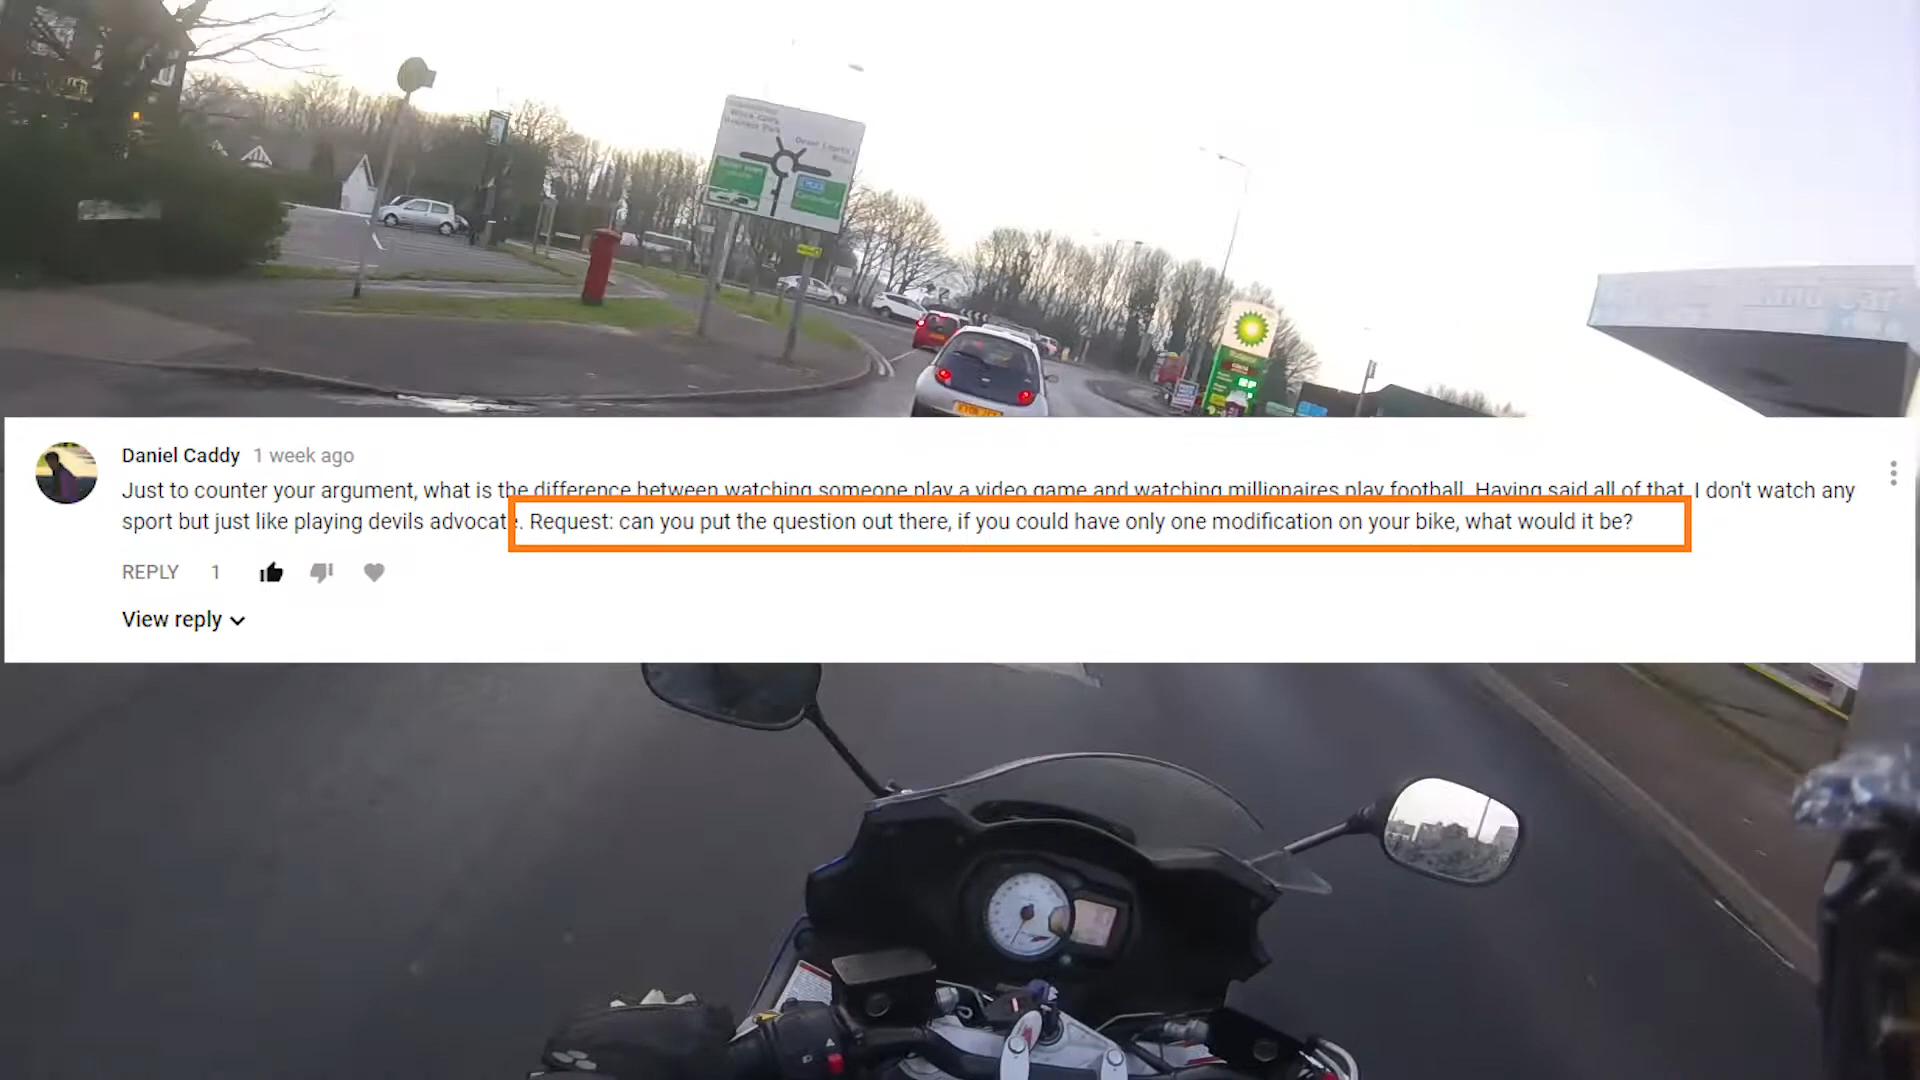 Canterbury
Daniel Caddy 1 week ago
Just to counter your argument, what is the difference between watching someone play a video game and watching millionaires play football. Having said all of that, I don't watch any
sport but just like playing devils advocate. Request: can you put the question out there, if you could have only one modification on your bike, what would it be?
REPLY 1
View reply